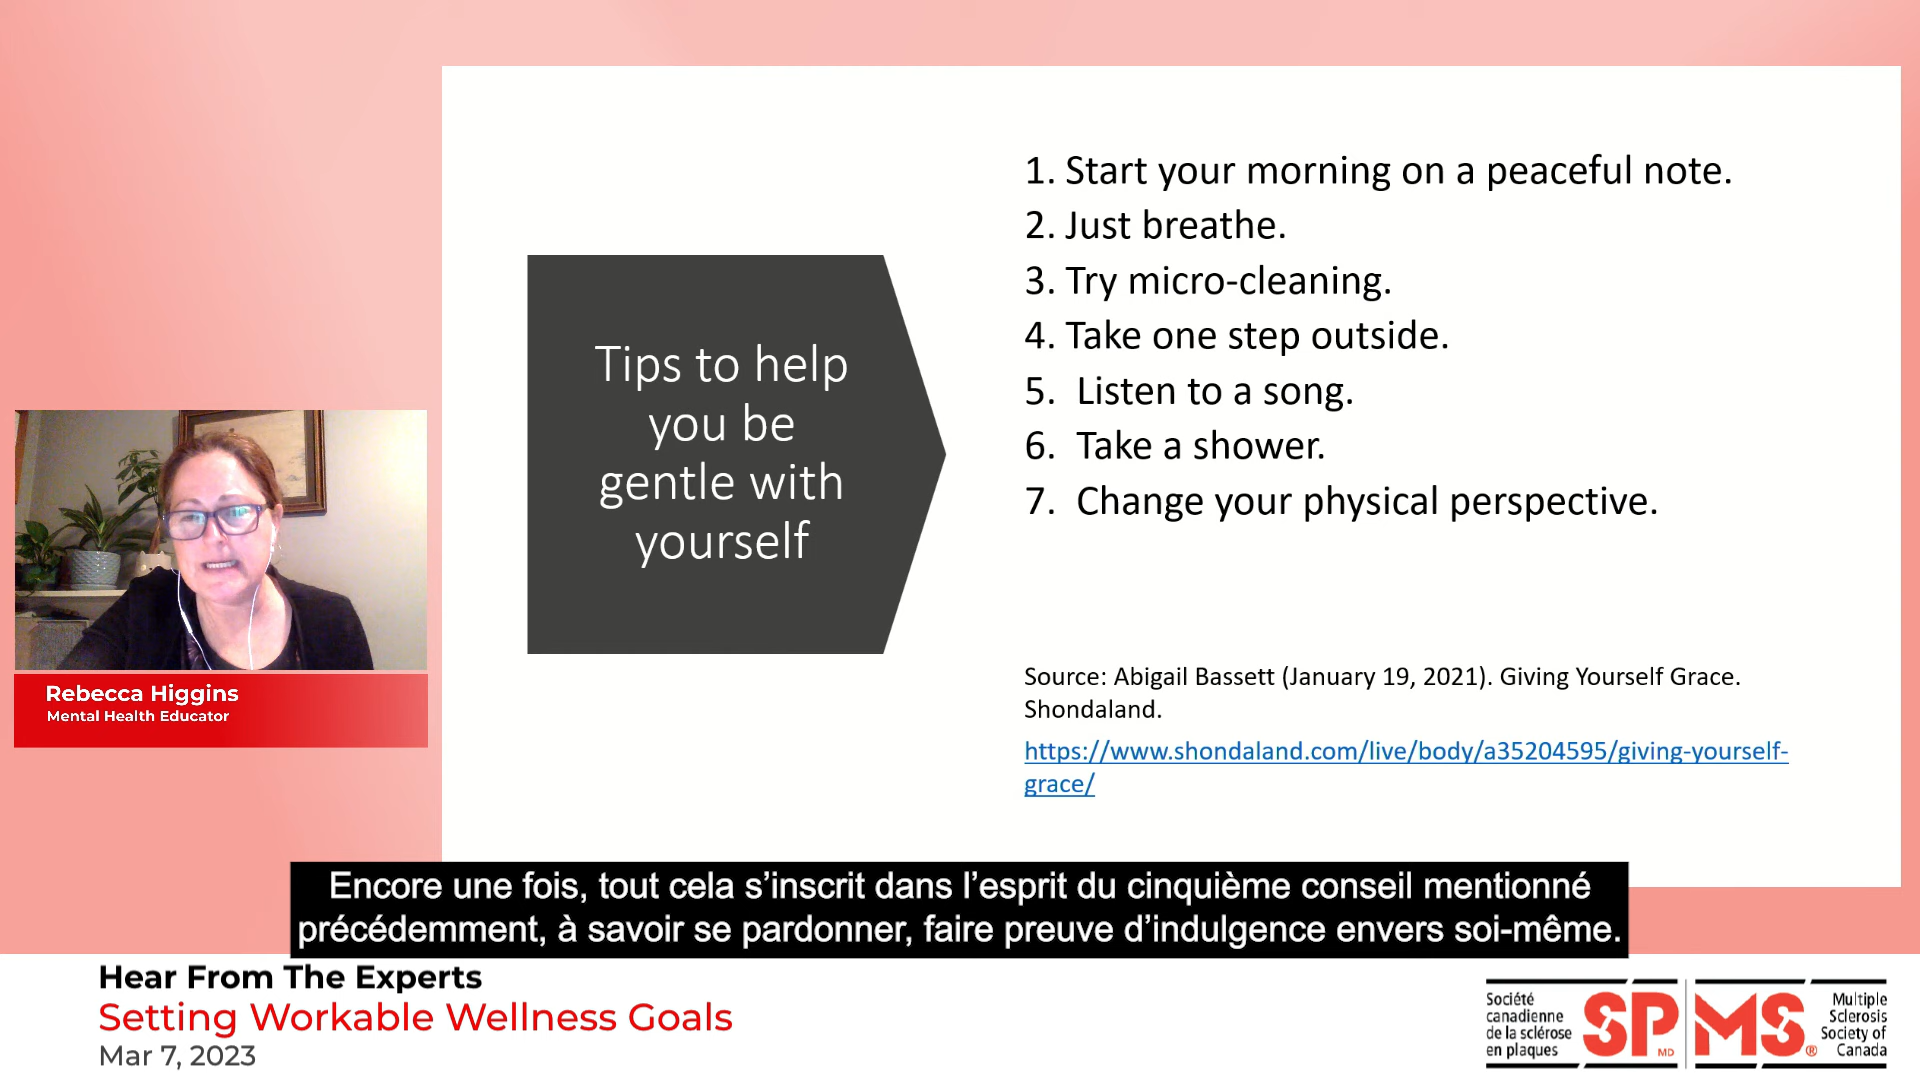 1. Start your morning on a peaceful note.
2. Just breathe.
3. Try micro-cleaning.
4. Take one step outside.
5. Listen to a song.
6. Take a shower.
7. Change your physical perspective.
Tips to help
you be
gentle with
yourself
Source: Abigail Bassett (January 19, 2021). Giving Yourself Grace.
Shondaland.
https://www.shondaland.com/live/body/a35204595/giving-yourself-
grace/
Rebecca Higgins
Mental Health Educator
Encore une fois, tout cela s’inscrit dans l’esprit du cinquième conseil mentionné
précédemment, à savoir se pardonner, faire preuve d’indulgence envers soi-même.
Hear From The Experts
Setting Workable Wellness Goals
Mar 7, 2023
Société
canadienne
de la sclérose
en plaques
SP MD
MS ®
Multiple
Sclerosis
Society of
Canada